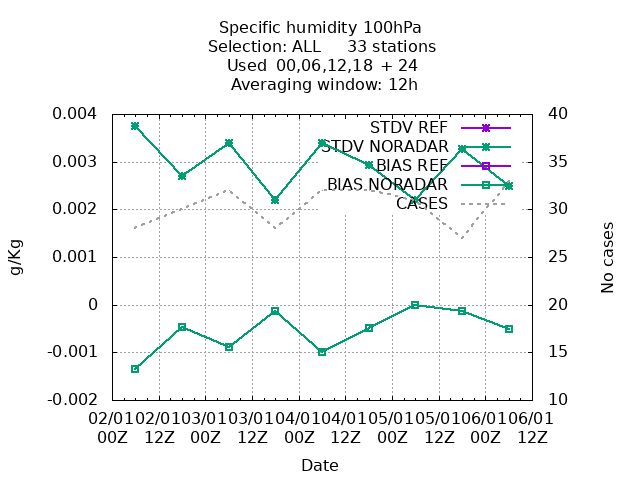 Specific humidity 100hPa
Selection: ALL 33 stations
Used 00,06,12,18 + 24
Averaging window: 12h
0.004
0.003
0.002
0.001
0
-0.001
-0.002
g/Kg
40
35
30
25
20
15
10
No cases
STDV REF
STDV NORADAR
BIAS REF
BIAS NORADAR
CASES
02/01 02/01 03/01 03/01 04/01 04/01 05/01 05/01 06/01 06/01
00Z 12Z 00Z 12Z 00Z 12Z 00Z 12Z 00Z 12Z
Date